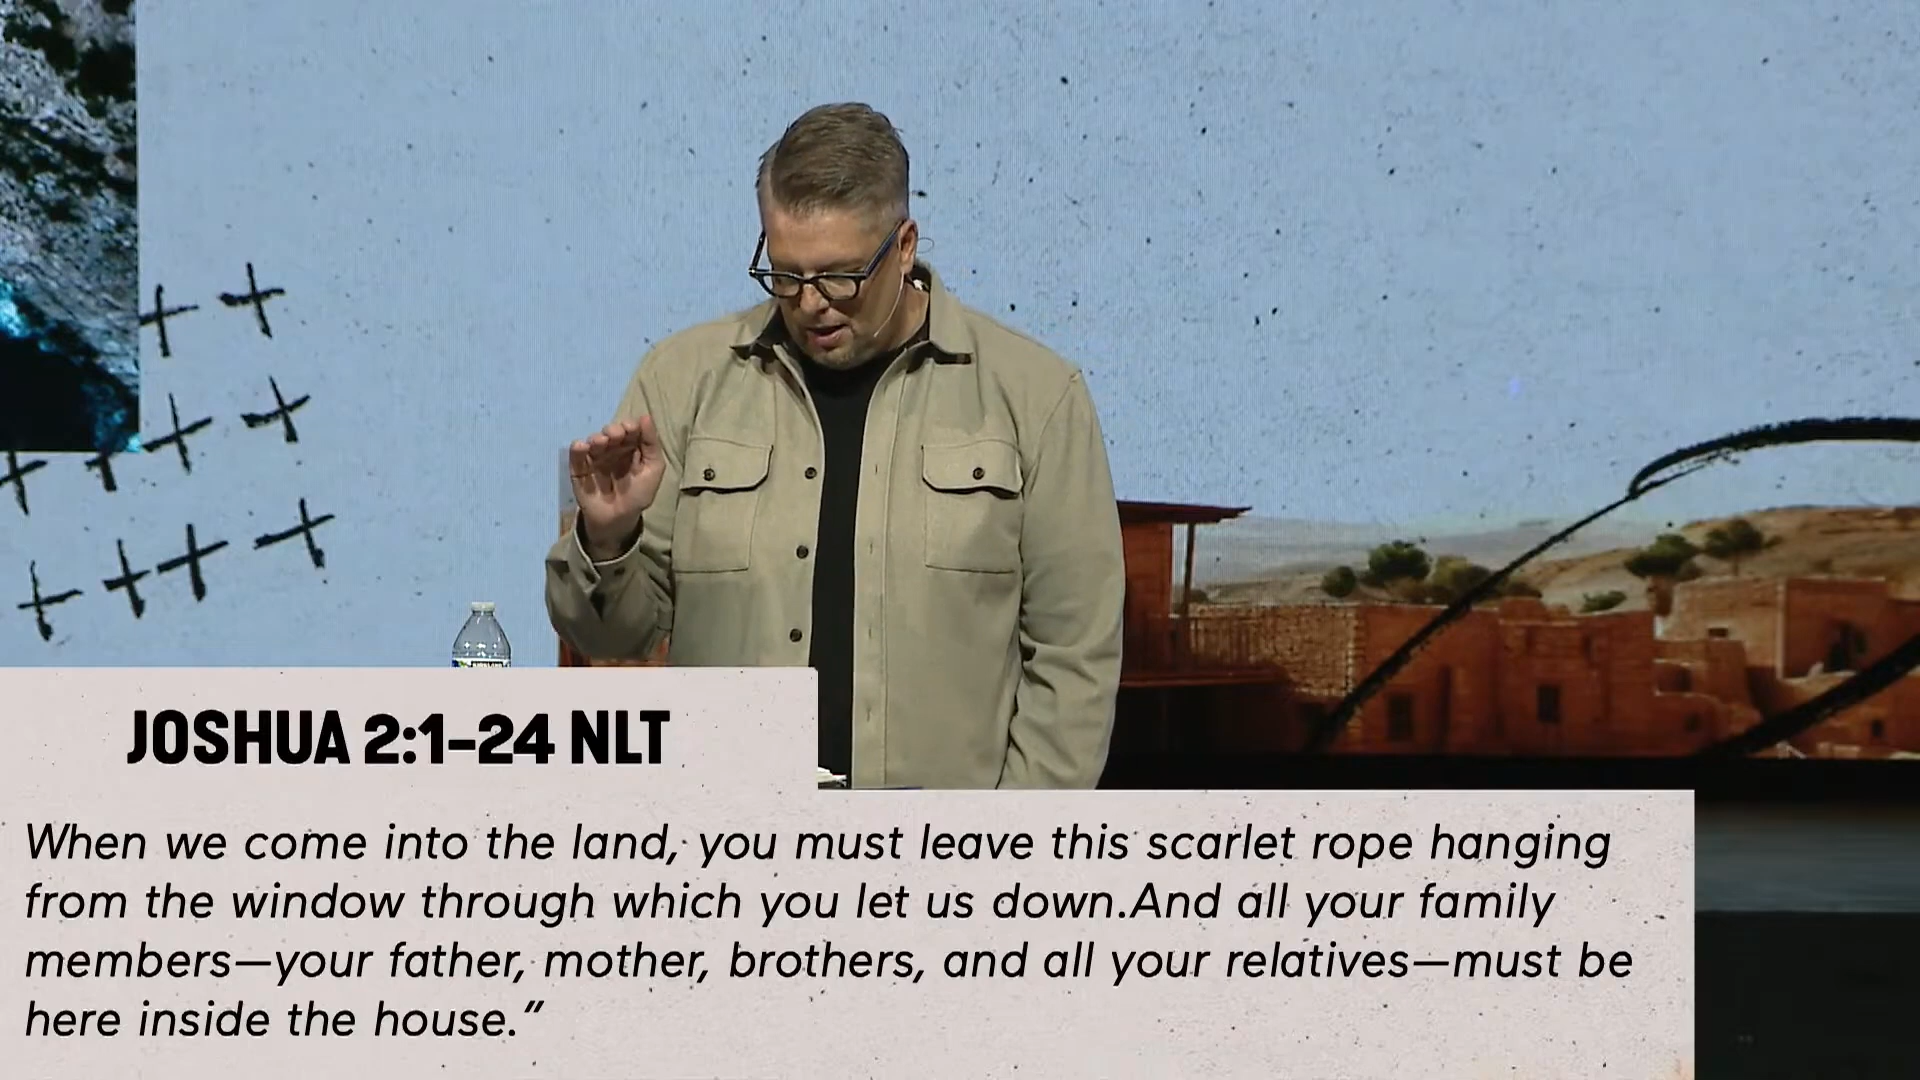 JOSHUA 2:1-24 NLT
When we come into the land, you must leave this scarlet rope hanging
from the window through which you let us down.And all your family
members—your father, mother, brothers, and all your relatives—must be
here inside the house.”